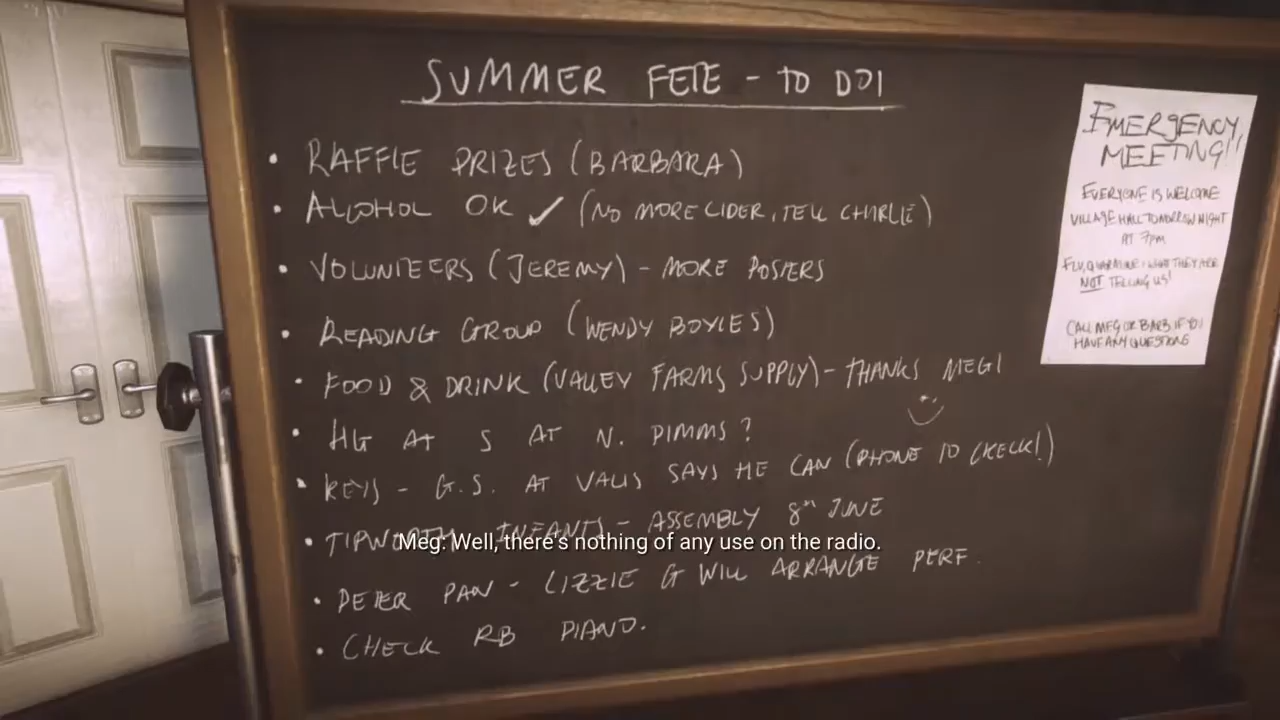 SUMMER FETE - TO DO!
• RAFFLE PRIZES (BARBARA)
• ALCOHOL OK ✓ (NO MORE CIDER, TELL CHARLIE)
• VOLUNTEERS (JEREMY) - MORE POSTERS
• READING GROUP (WENDY BOYLES)
• FOOD & DRINK (VALLEY FARMS SUPPLY) - THANKS MEG!
• HG AT S AT N. PIMMS?
• KEYS - G.S. AT VALIS SAYS HE CAN (PHONE TO CHECK!)
• TIPWORTH INFANTS - ASSEMBLY 8TH JUNE
• PETER PAN - LIZZIE G WILL ARRANGE PERF.
• CHECK RB PIANO.
EMERGENCY
MEETING!!
EVERYONE IS WELCOME
VILLAGE HALL TOMORROW NIGHT
AT 7PM
FLU, QUARANTINE & WHAT THEY ARE
NOT TELLING US!
CALL MEG OR BARB IF YOU
HAVE ANY QUESTIONS
Meg: Well, there's nothing of any use on the radio.